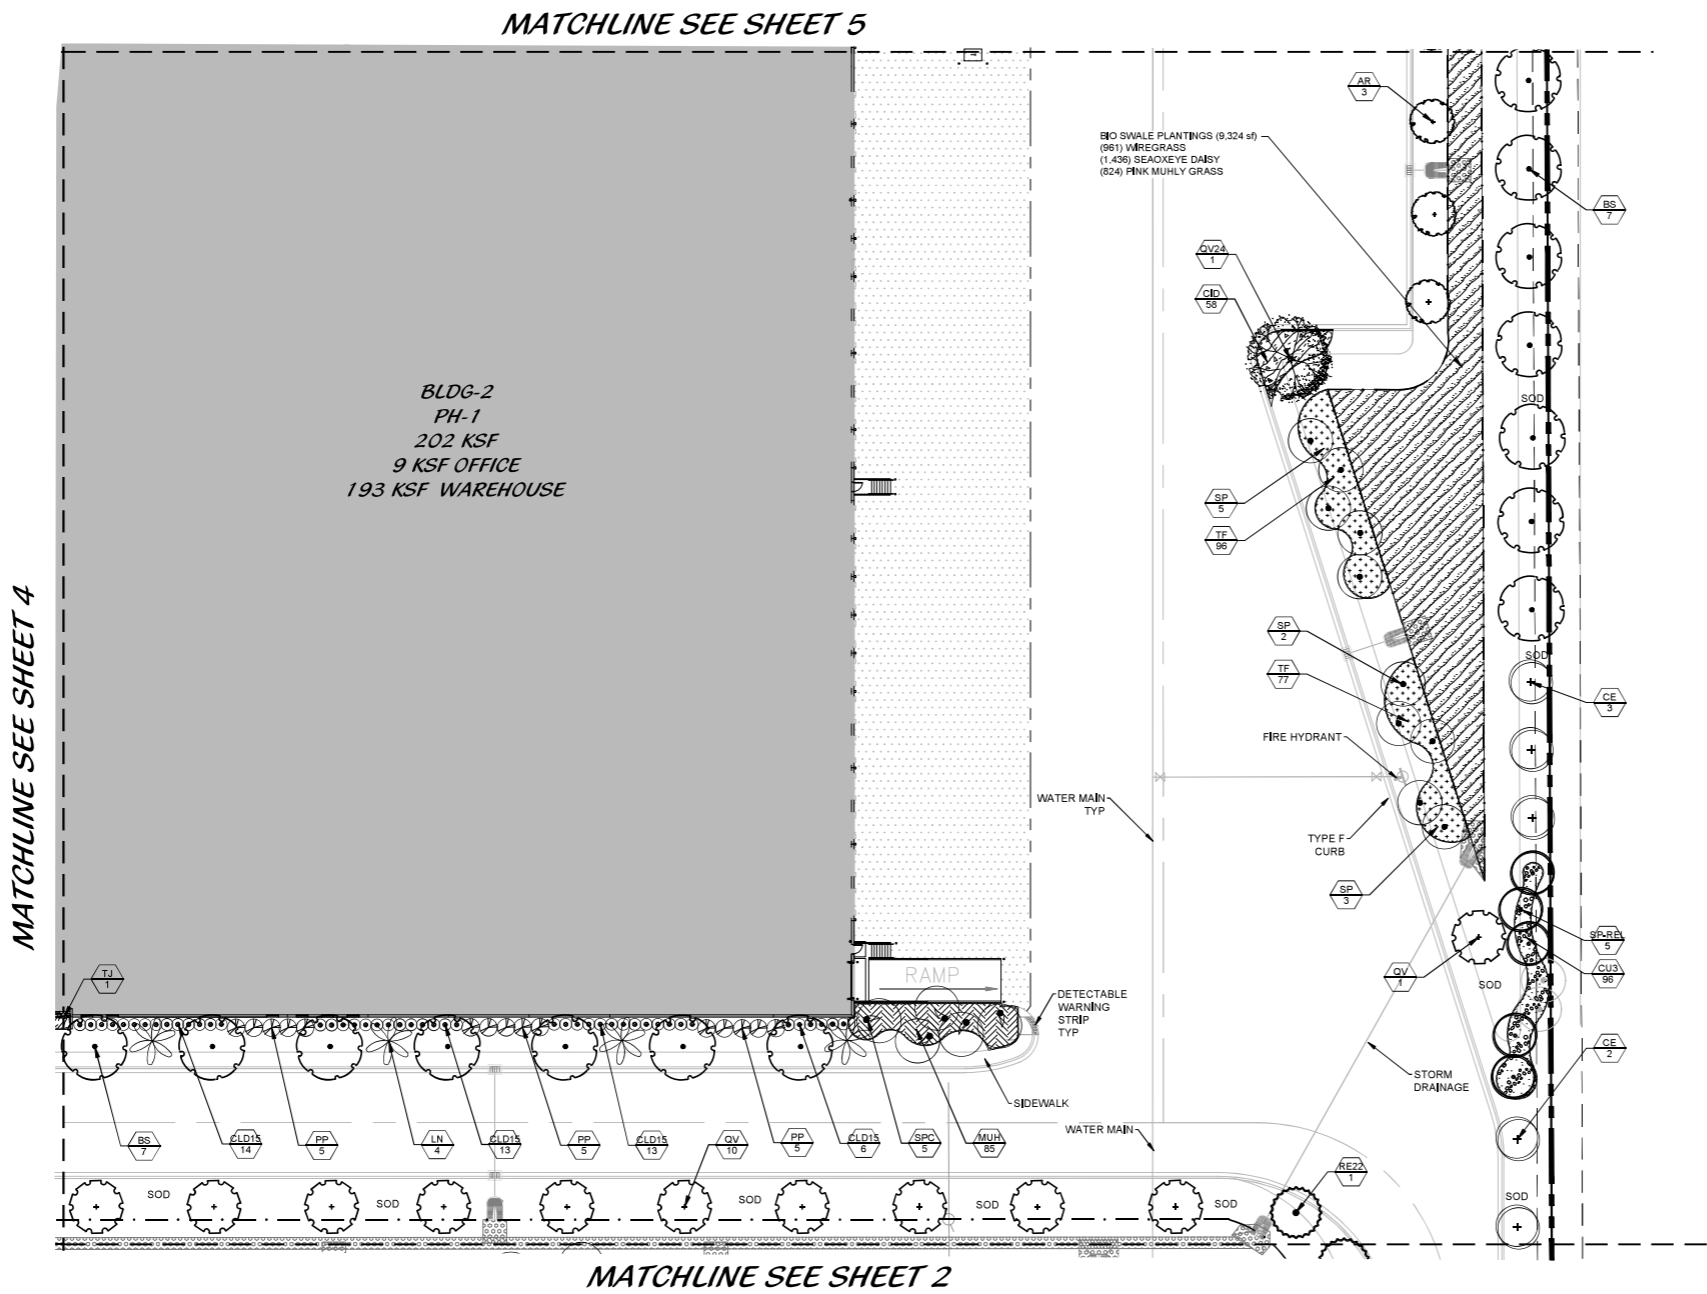 MATCHLINE SEE SHEET 5
AR
3
BIO SWALE PLANTINGS (9,324 sf)
(961) WIREGRASS
(1,436) SEAOXEYE DAISY
(824) PINK MUHLY GRASS
BS
7
QV24
1
CID
58
BLDG-2
PH-1
202 KSF
9 KSF OFFICE
193 KSF WAREHOUSE
SOD
SP
5
TF
96
MATCHLINE SEE SHEET 4
SP
2
SOD
TF
77
CE
3
FIRE HYDRANT
WATER MAIN
TYP
TYPE F
CURB
SP
3
SP-REL
5
CU3
96
QV
1
SOD
TJ
1
RAMP
DETECTABLE
WARNING
STRIP
TYP
CE
2
STORM
DRAINAGE
SIDEWALK
WATER MAIN
BS
7
CLD15
14
PP
5
LN
4
CLD15
13
PP
5
CLD15
13
QV
10
PP
5
CLD15
6
SPC
5
MUH
85
RE22
1
SOD
SOD
SOD
SOD
SOD
SOD
MATCHLINE SEE SHEET 2